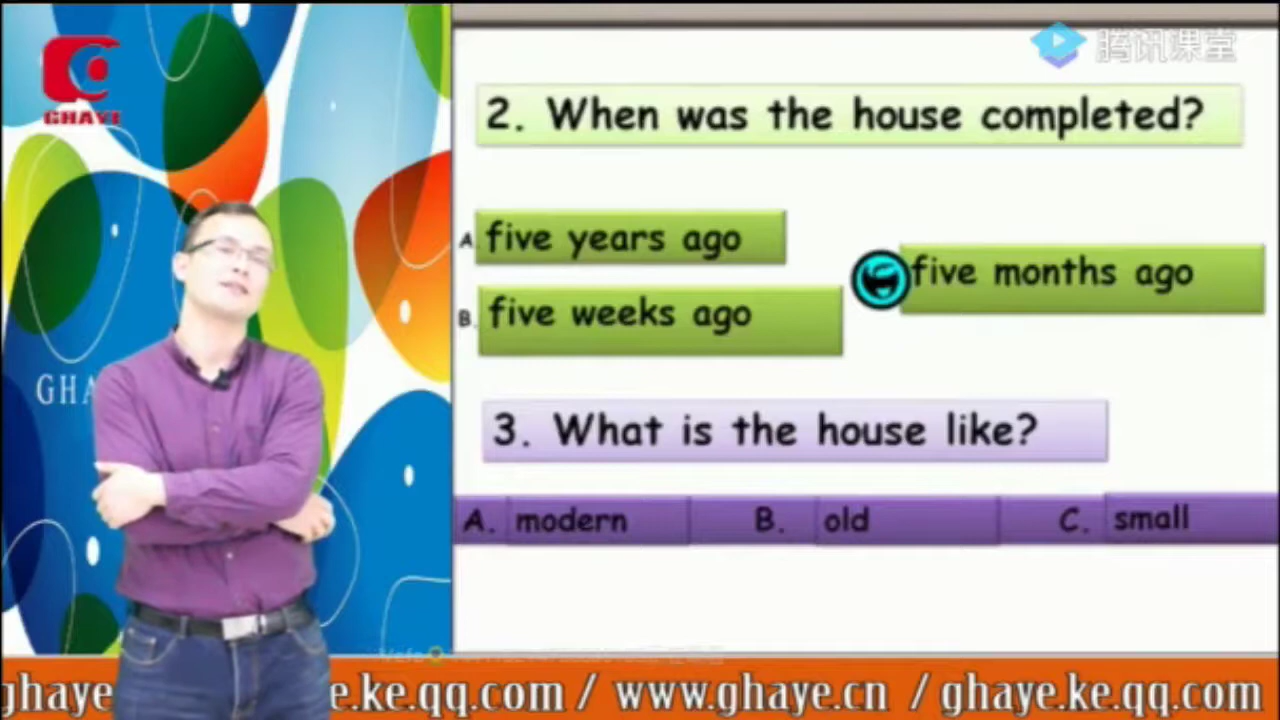 GHAYE
腾讯课堂
2. When was the house completed?
A. five years ago
five months ago
B. five weeks ago
GHA
3. What is the house like?
A. modern B. old C. small
ghaye e.ke.qq.com / www.ghaye.cn / ghaye.ke.qq.com